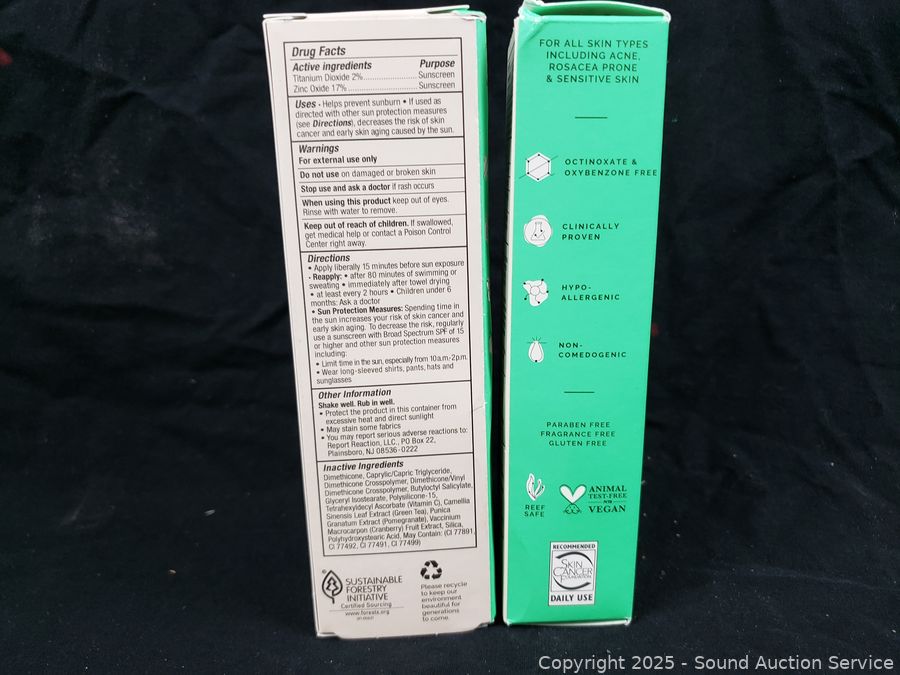 Drug Facts
Active ingredients Purpose
Titanium Dioxide 2%........................Sunscreen
Zinc Oxide 17%........................Sunscreen
Uses • Helps prevent sunburn • If used as
directed with other sun protection measures
(see Directions), decreases the risk of skin
cancer and early skin aging caused by the sun.
Warnings
For external use only
Do not use on damaged or broken skin
Stop use and ask a doctor if rash occurs
When using this product keep out of eyes.
Rinse with water to remove.
Keep out of reach of children. If swallowed,
get medical help or contact a Poison Control
Center right away.
Directions
• Apply liberally 15 minutes before sun exposure
• Reapply: • after 80 minutes of swimming or
sweating • immediately after towel drying
• at least every 2 hours • Children under 6
months: Ask a doctor
• Sun Protection Measures: Spending time in
the sun increases your risk of skin cancer and
early skin aging. To decrease the risk, regularly
use a sunscreen with Broad Spectrum SPF of 15
or higher and other sun protection measures
including:
• Limit time in the sun, especially from 10a.m.-2p.m.
• Wear long-sleeved shirts, pants, hats and
sunglasses
Other Information
Shake well. Rub in well.
• Protect the product in this container from
excessive heat and direct sunlight
• May stain some fabrics
• You may report serious adverse reactions to:
Report Reaction, LLC., PO Box 22,
Plainsboro, NJ 08536-0222
Inactive Ingredients
Dimethicone, Caprylic/Capric Triglyceride,
Dimethicone Crosspolymer, Dimethicone/Vinyl
Dimethicone Crosspolymer, Butyloctyl Salicylate,
Glyceryl Isostearate, Polysilicone-15,
Tetrahexyldecyl Ascorbate (Vitamin C), Camellia
Sinensis Leaf Extract (Green Tea), Punica
Granatum Extract (Pomegranate), Vaccinium
Macrocarpon (Cranberry) Fruit Extract, Silica,
Polyhydroxystearic Acid, May Contain: (CI 77891,
CI 77492, CI 77491, CI 77499)
SUSTAINABLE
FORESTRY
INITIATIVE
Certified Sourcing
www.forests.org
Please recycle
to keep our
environment
beautiful for
generations
to come.
FOR ALL SKIN TYPES
INCLUDING ACNE,
ROSACEA PRONE
& SENSITIVE SKIN
OCTINOXATE &
OXYBENZONE FREE
CLINICALLY
PROVEN
HYPO-
ALLERGENIC
NON-
COMEDOGENIC
PARABEN FREE
FRAGRANCE FREE
GLUTEN FREE
REEF
SAFE
ANIMAL
TEST-FREE
VEGAN
RECOMMENDED
SKIN
CANCER
FOUNDATION
DAILY USE
Copyright 2025 - Sound Auction Service